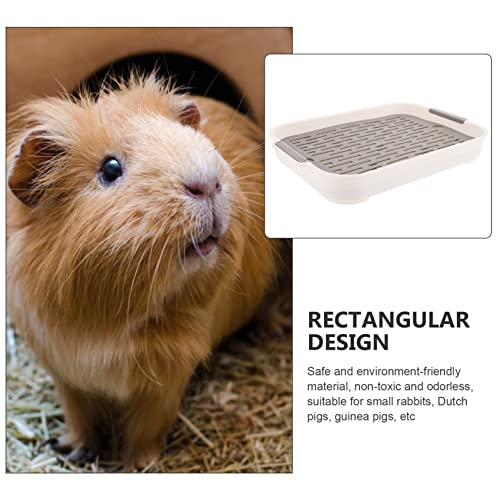 RECTANGULAR
DESIGN
Safe and environment-friendly
material, non-toxic and odorless,
suitable for small rabbits, Dutch
pigs, guinea pigs, etc